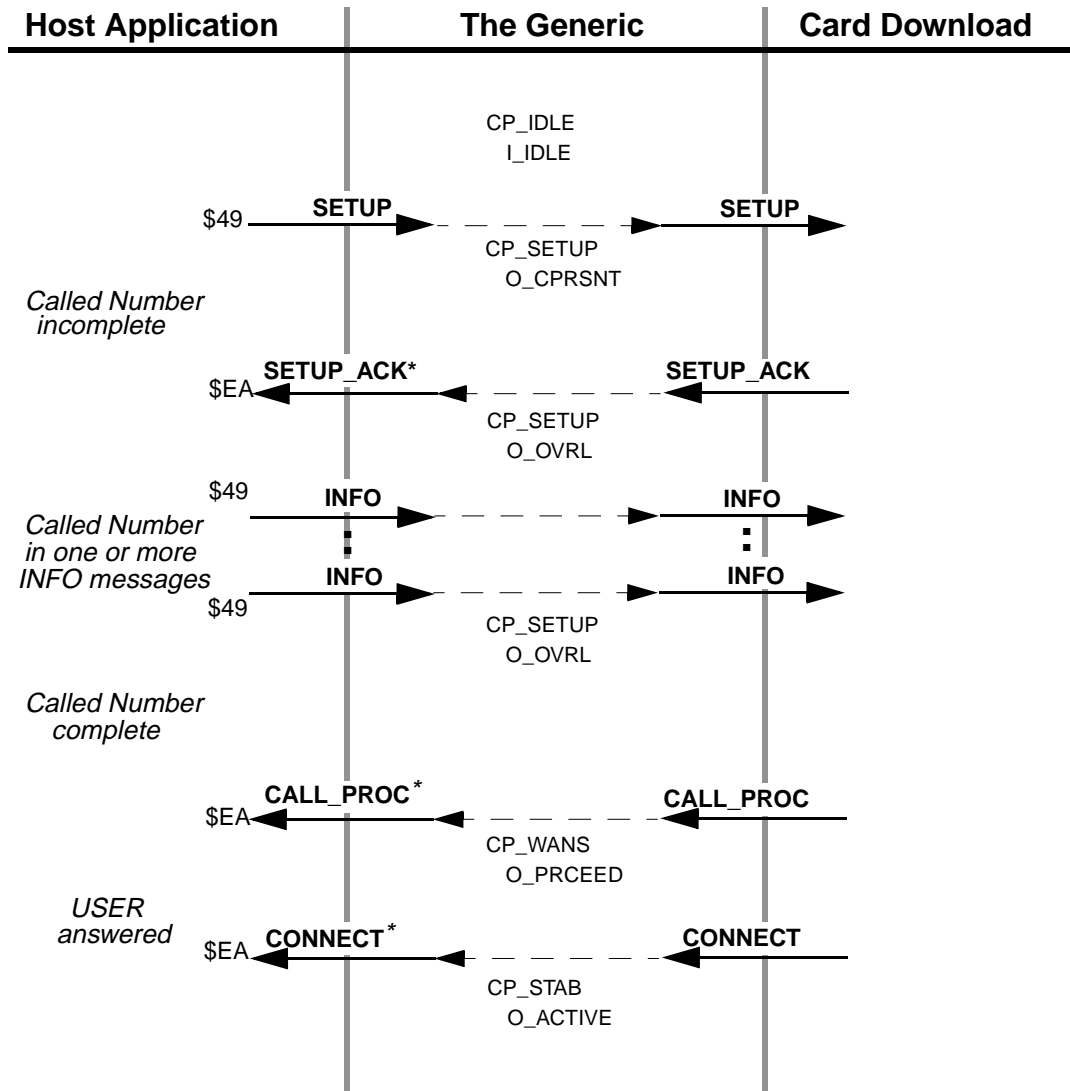 Host Application The Generic Card Download
CP_IDLE
I_IDLE
$49 SETUP SETUP
CP_SETUP
O_CPRSNT
Called Number
incomplete
$EA SETUP_ACK* SETUP_ACK
CP_SETUP
O_OVRL
$49 INFO INFO
Called Number
in one or more
INFO messages
$49 INFO INFO
CP_SETUP
O_OVRL
Called Number
complete
$EA CALL_PROC* CALL_PROC
CP_WANS
O_PRCEED
USER
answered
$EA CONNECT* CONNECT
CP_STAB
O_ACTIVE